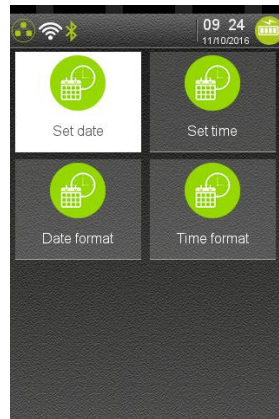 09 24
11/10/2016
Set date
Set time
Date format
Time format